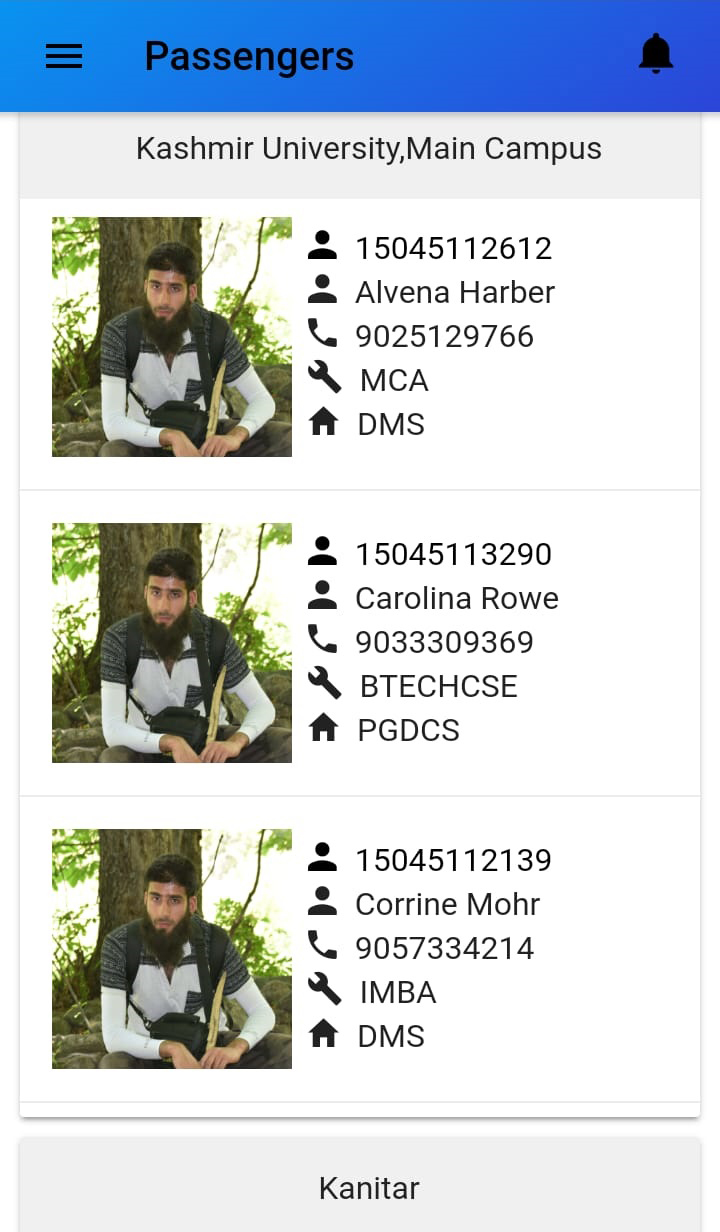 Passengers
Kashmir University,Main Campus
15045112612
Alvena Harber
9025129766
MCA
DMS
15045113290
Carolina Rowe
9033309369
BTECHCSE
PGDCS
15045112139
Corrine Mohr
9057334214
IMBA
DMS
Kanitar